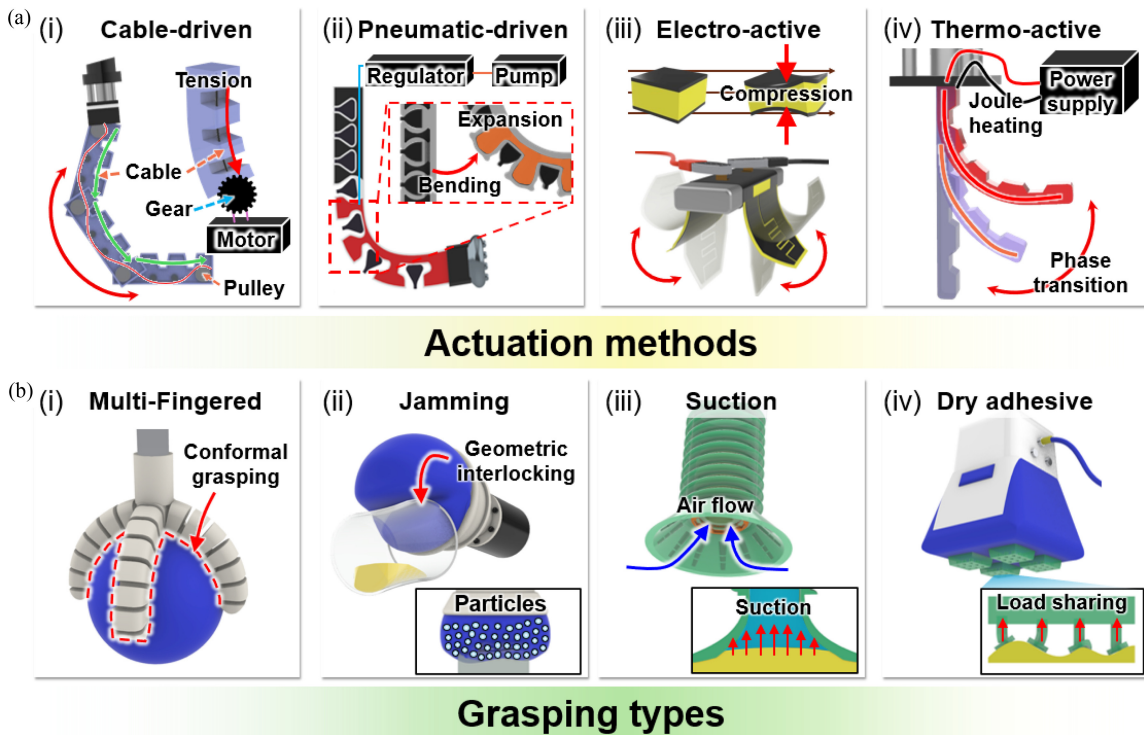 (a)
(i) Cable-driven
Tension
Cable
Gear
Motor
Pulley
(ii) Pneumatic-driven
Regulator
Pump
Expansion
Bending
(iii) Electro-active
Compression
(iv) Thermo-active
Power
supply
Joule
heating
Phase
transition
Actuation methods
(b)
(i) Multi-Fingered
Conformal
grasping
(ii) Jamming
Geometric
interlocking
Particles
(iii) Suction
Air flow
Suction
(iv) Dry adhesive
Load sharing
Grasping types